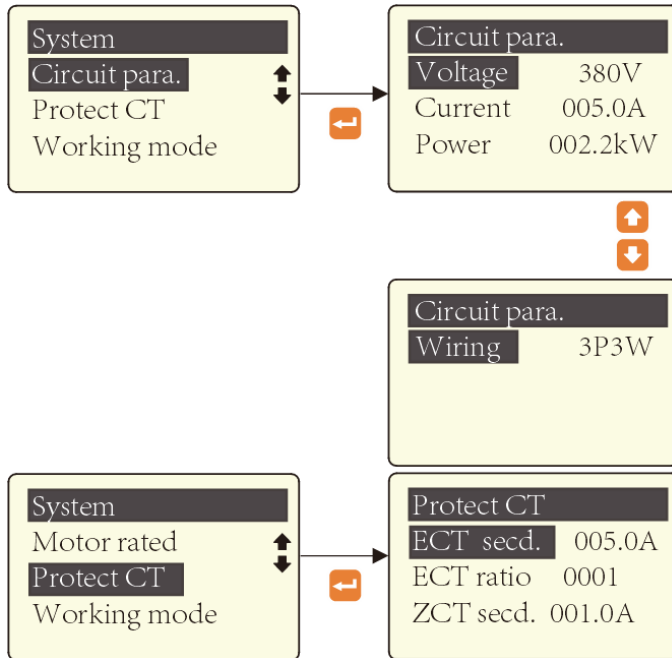 System
Circuit para.
Protect CT
Working mode
Circuit para.
Voltage 380V
Current 005.0A
Power 002.2kW
Circuit para.
Wiring 3P3W
System
Motor rated
Protect CT
Working mode
Protect CT
ECT secd. 005.0A
ECT ratio 0001
ZCT secd. 001.0A